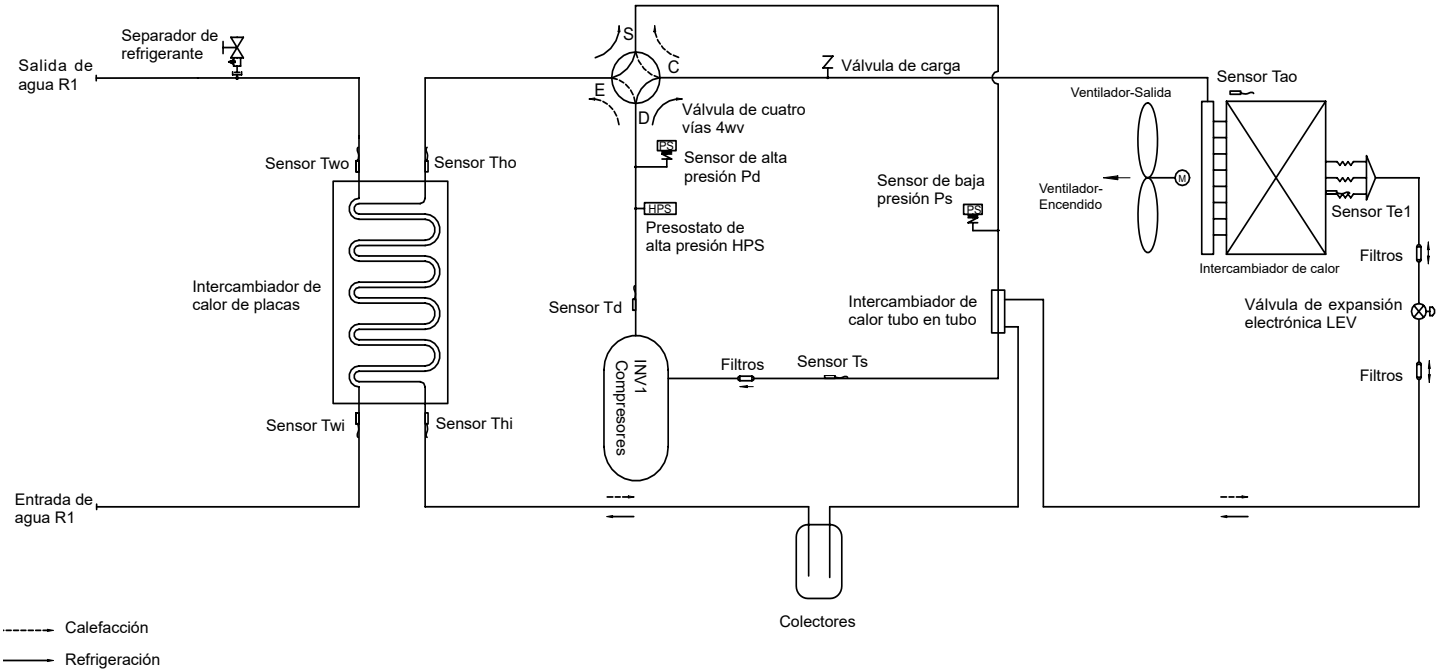 Separador de
refrigerante
Salida de
agua R1
S
C
E
D
Válvula de carga
Válvula de cuatro
vías 4wv
PS
Sensor de alta
presión Pd
HPS
Presostato de
alta presión HPS
Sensor Two
Sensor Tho
Intercambiador de
calor de placas
Sensor Twi
Sensor Thi
Entrada de
agua R1
Sensor Td
INV1
Compresores
Filtros
Sensor Ts
Sensor de baja
presión Ps
PS
Intercambiador de
calor tubo en tubo
Colectores
Sensor Tao
Ventilador-Salida
M
Ventilador-
Encendido
Sensor Te1
Intercambiador de calor
Filtros
Válvula de expansión
electrónica LEV
Filtros
Calefacción
Refrigeración